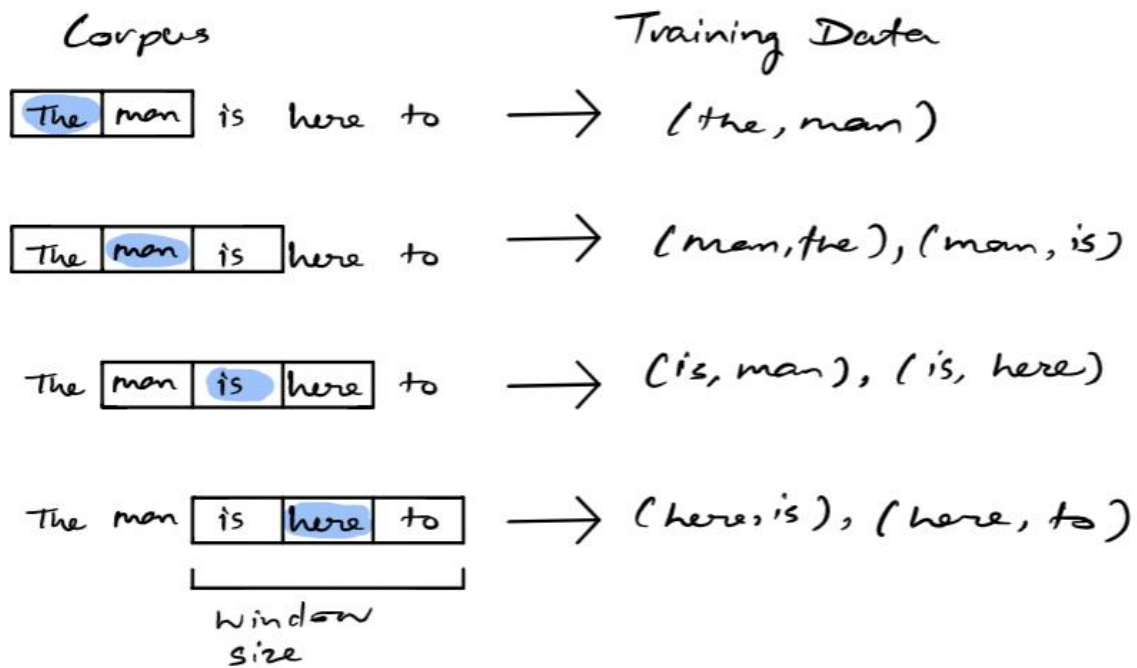 Corpus Training Data
The man is here to → (the, man)
The man is here to → (man, the), (man, is)
The man is here to → (is, man), (is, here)
The man is here to → (here, is), (here, to)
window
size